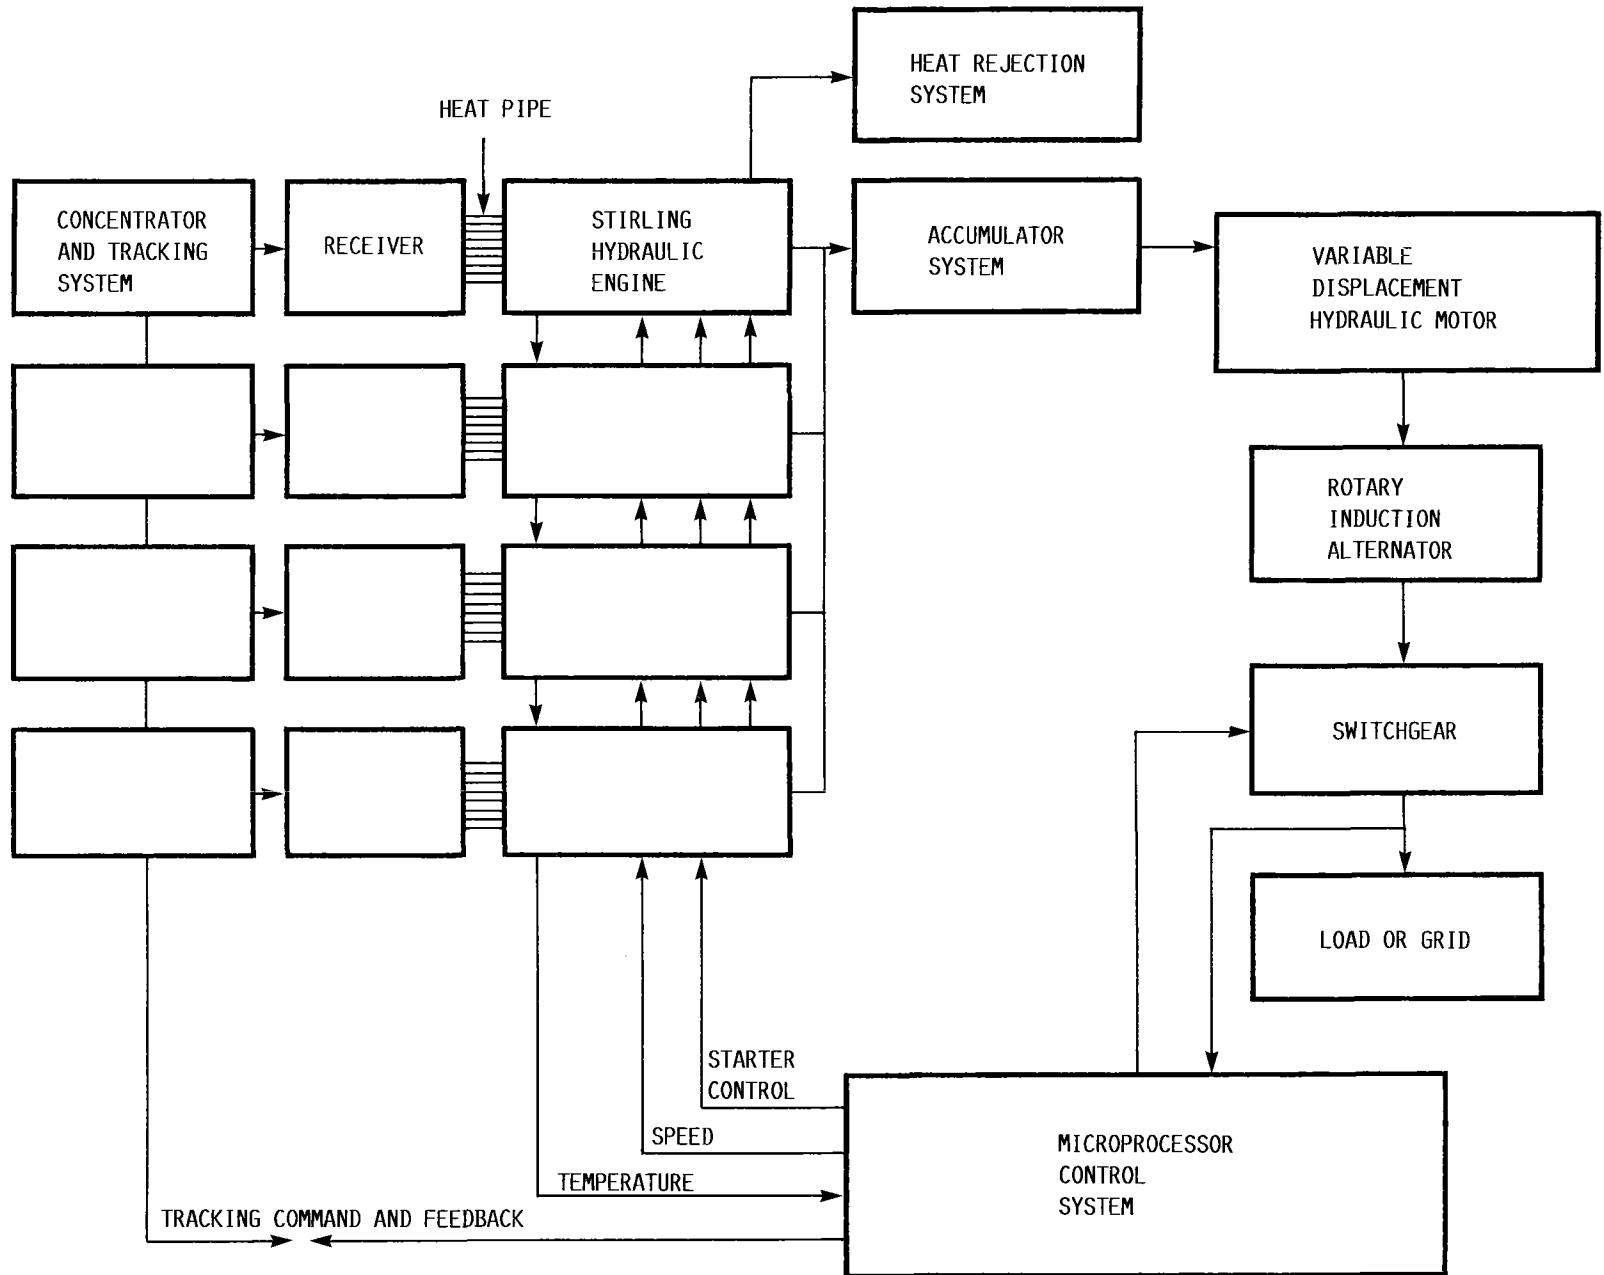 HEAT REJECTION
SYSTEM
HEAT PIPE
CONCENTRATOR
AND TRACKING
SYSTEM
RECEIVER
STIRLING
HYDRAULIC
ENGINE
ACCUMULATOR
SYSTEM
VARIABLE
DISPLACEMENT
HYDRAULIC MOTOR
ROTARY
INDUCTION
ALTERNATOR
SWITCHGEAR
LOAD OR GRID
STARTER
CONTROL
SPEED
TEMPERATURE
TRACKING COMMAND AND FEEDBACK
MICROPROCESSOR
CONTROL
SYSTEM